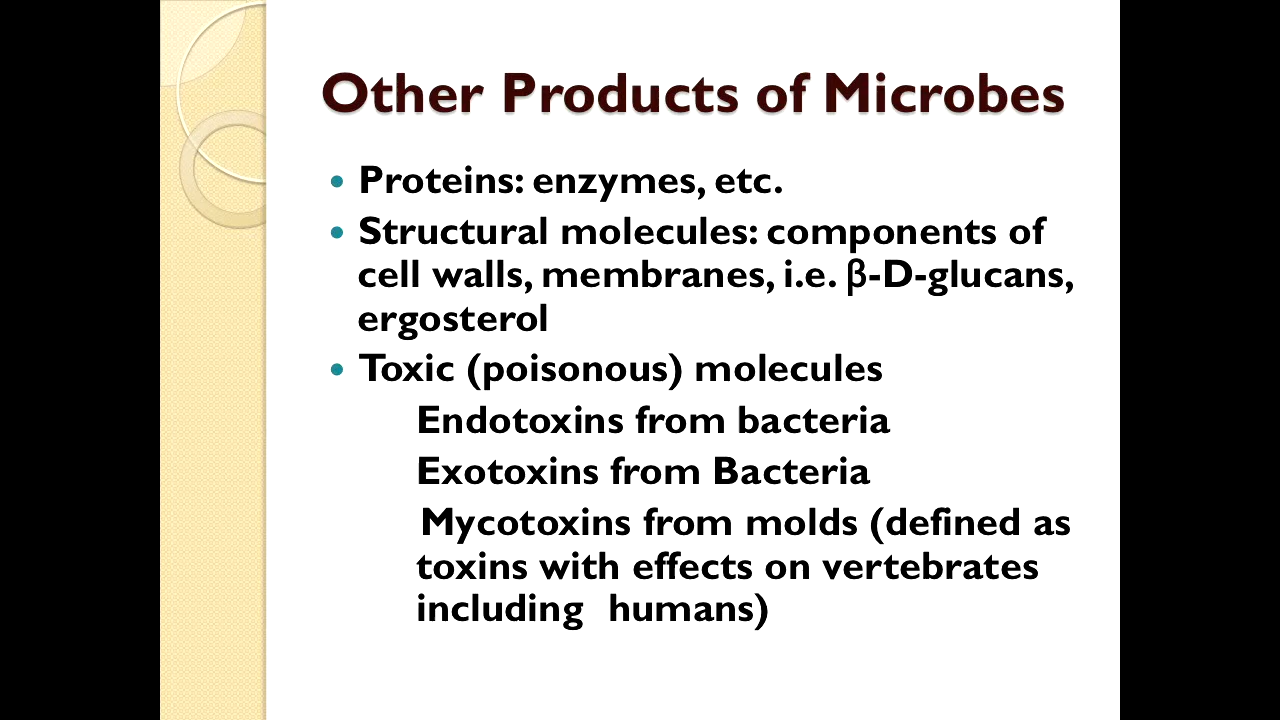 Other Products of Microbes
• Proteins: enzymes, etc.
• Structural molecules: components of
cell walls, membranes, i.e. β-D-glucans,
ergosterol
• Toxic (poisonous) molecules
Endotoxins from bacteria
Exotoxins from Bacteria
Mycotoxins from molds (defined as
toxins with effects on vertebrates
including humans)